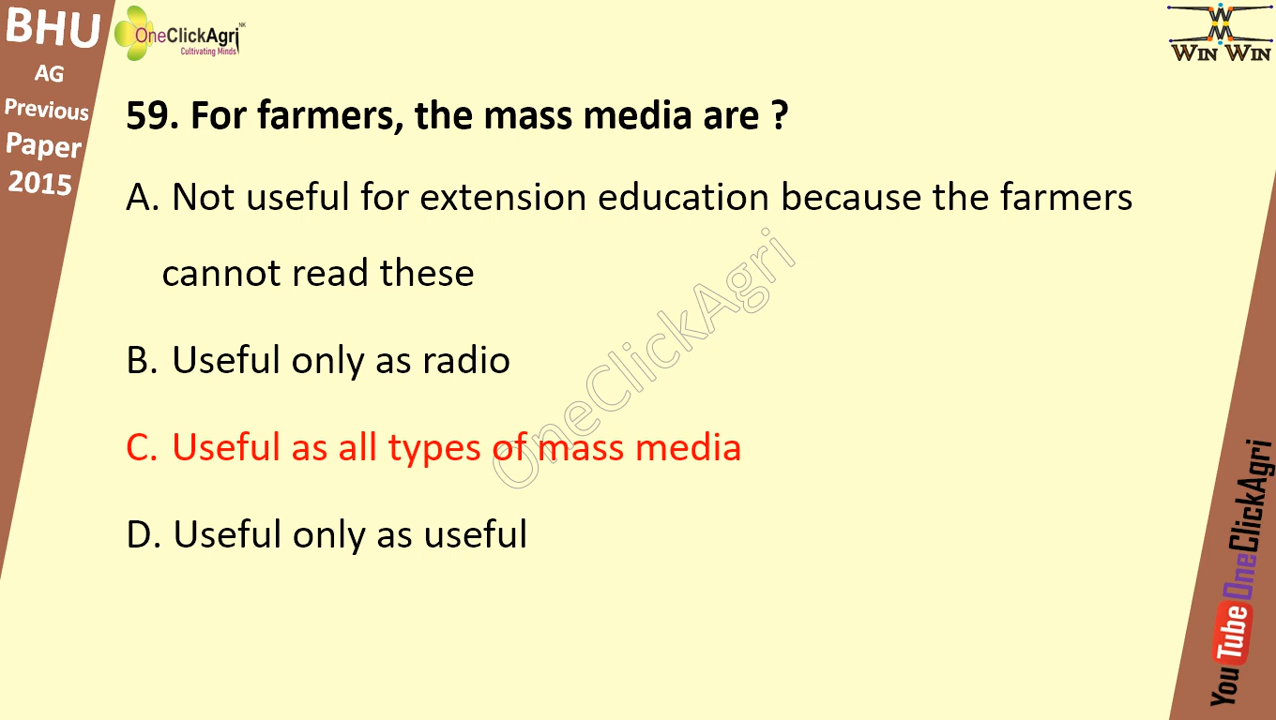 BHU
AG
Previous
Paper
2015
OneClickAgri NK
Cultivating Minds
WIN WIN
59. For farmers, the mass media are ?
A. Not useful for extension education because the farmers
cannot read these
B. Useful only as radio
C. Useful as all types of mass media
D. Useful only as useful
OneClickAgri
YouTube OneClickAgri